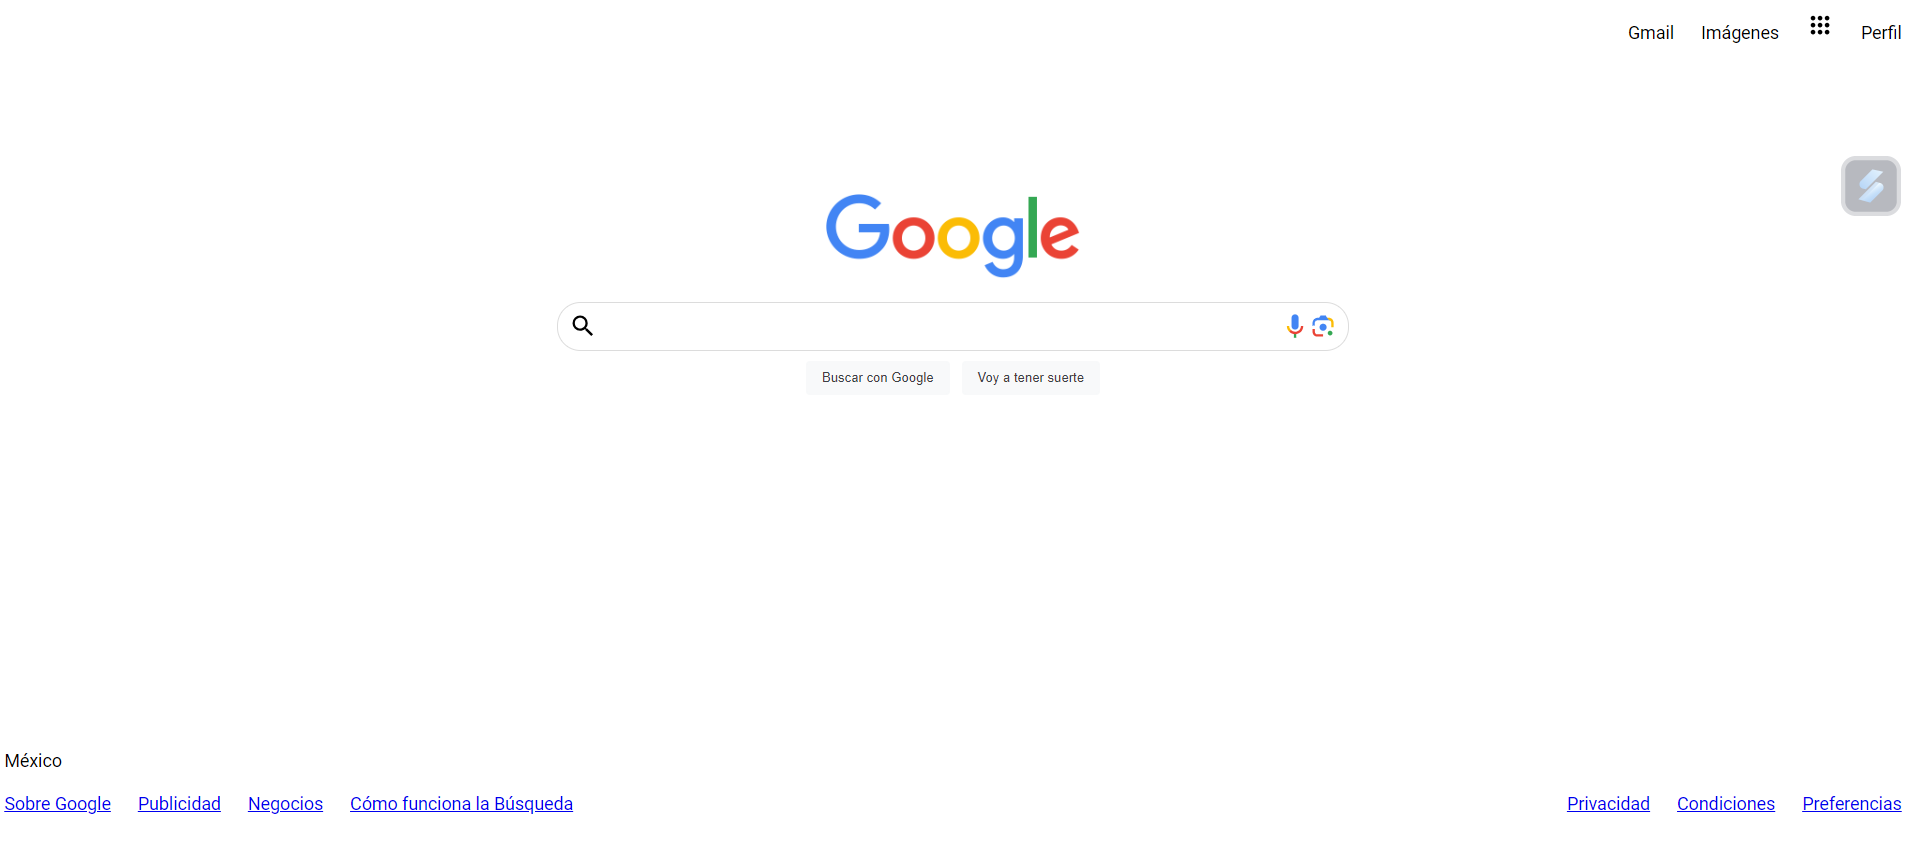 Gmail Imágenes Perfil
Google
Buscar con Google Voy a tener suerte
México
Sobre Google Publicidad Negocios Cómo funciona la Búsqueda Privacidad Condiciones Preferencias